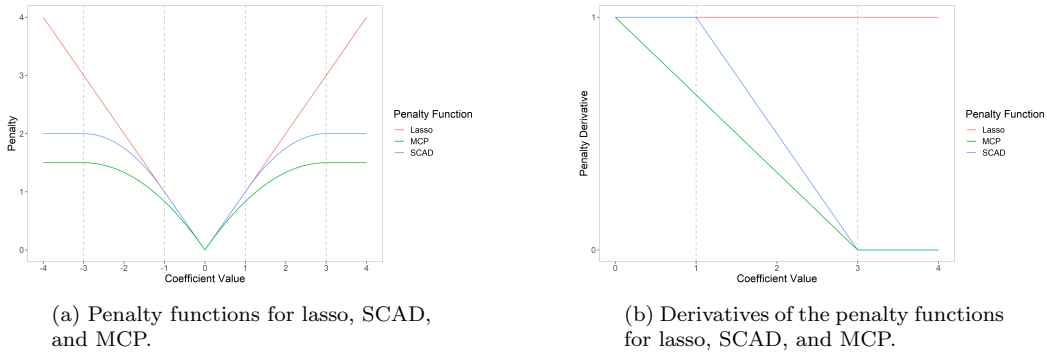 4
3
2
1
0
Penalty
-4 -3 -2 -1 0 1 2 3 4
Coefficient Value
Penalty Function
Lasso
MCP
SCAD
(a) Penalty functions for lasso, SCAD,
and MCP.
1
0
Penalty Derivative
0 1 2 3 4
Coefficient Value
Penalty Function
Lasso
MCP
SCAD
(b) Derivatives of the penalty functions
for lasso, SCAD, and MCP.